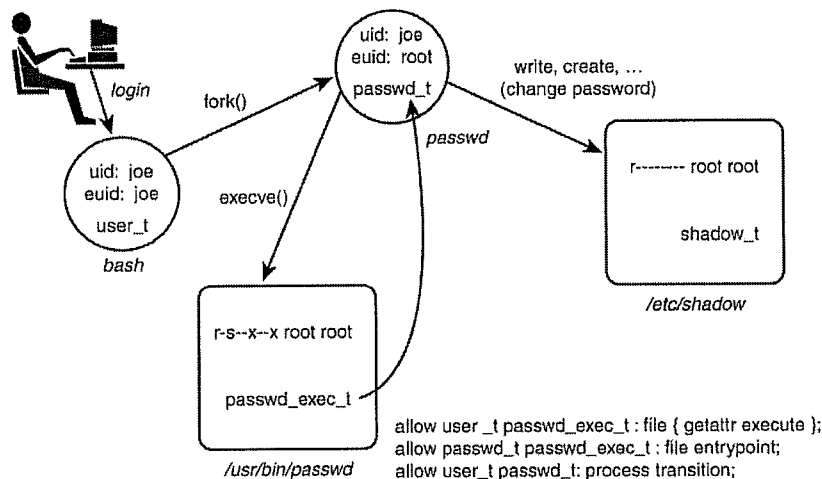 login
fork()
uid: joe
euid: root
passwd_t
write, create, ...
(change password)
passwd
uid: joe
euid: joe
user_t
bash
execve()
r-------- root root
shadow_t
/etc/shadow
r-s--x--x root root
passwd_exec_t
/usr/bin/passwd
allow user _t passwd_exec_t : file { getattr execute };
allow passwd_t passwd_exec_t : file entrypoint;
allow user_t passwd_t: process transition;